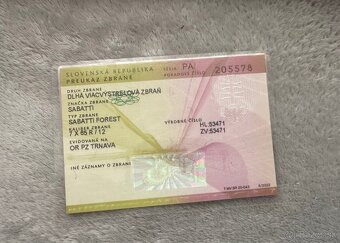 SLOVENSKÁ REPUBLIKA
PREUKAZ ZBRANE
SÉRIA PA
PORADOVÉ ČÍSLO 205578
DRUH ZBRANE
DLHÁ VIACVÝSTRELOVÁ ZBRAŇ
ZNAČKA ZBRANE
SABATTI
TYP ZBRANE
SABATTI FOREST
KALIBER ZBRANE
7 X 65 R / 12
VÝROBNÉ ČÍSLO
HL:53471
ZV:53471
EVIDOVANÁ NA
OR PZ TRNAVA
INÉ ZÁZNAMY O ZBRANI